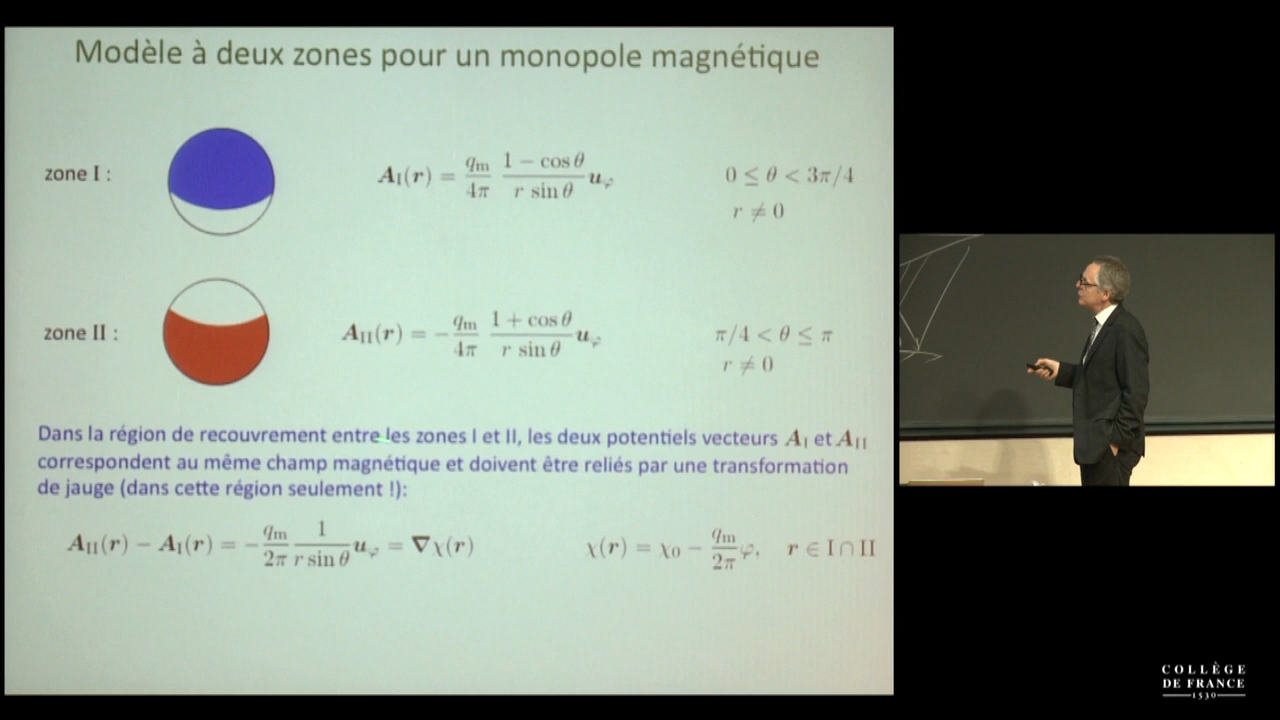 Modèle à deux zones pour un monopole magnétique
zone I :
A_I(r) = q_m/4π (1 − cos θ)/(r sin θ) u_φ
0 ≤ θ < 3π/4
r ≠ 0
zone II :
A_II(r) = − q_m/4π (1 + cos θ)/(r sin θ) u_φ
π/4 < θ ≤ π
r ≠ 0
Dans la région de recouvrement entre les zones I et II, les deux potentiels vecteurs A_I et A_II
correspondent au même champ magnétique et doivent être reliés par une transformation
de jauge (dans cette région seulement !):
A_II(r) − A_I(r) = − q_m/2π 1/(r sin θ) u_φ = ∇χ(r)
χ(r) = χ_0 − q_m/2π φ, r ∈ I ∩ II
COLLÈGE
DE FRANCE
1530